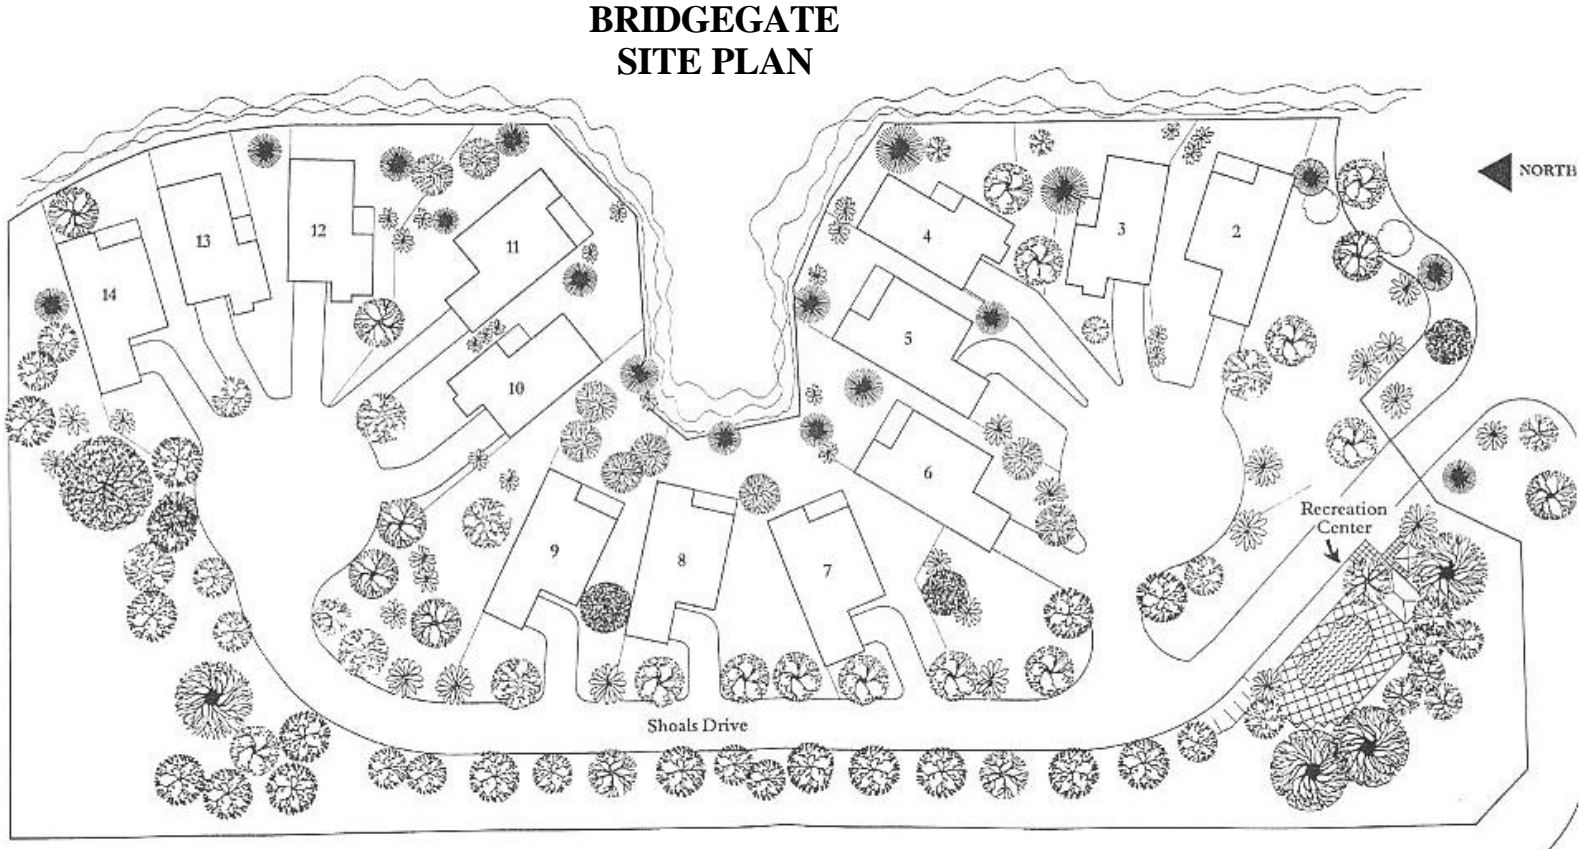 BRIDGEGATE
SITE PLAN
NORTH
12
13
11
4
3
2
14
5
10
6
Recreation
Center
9
8
7
Shoals Drive